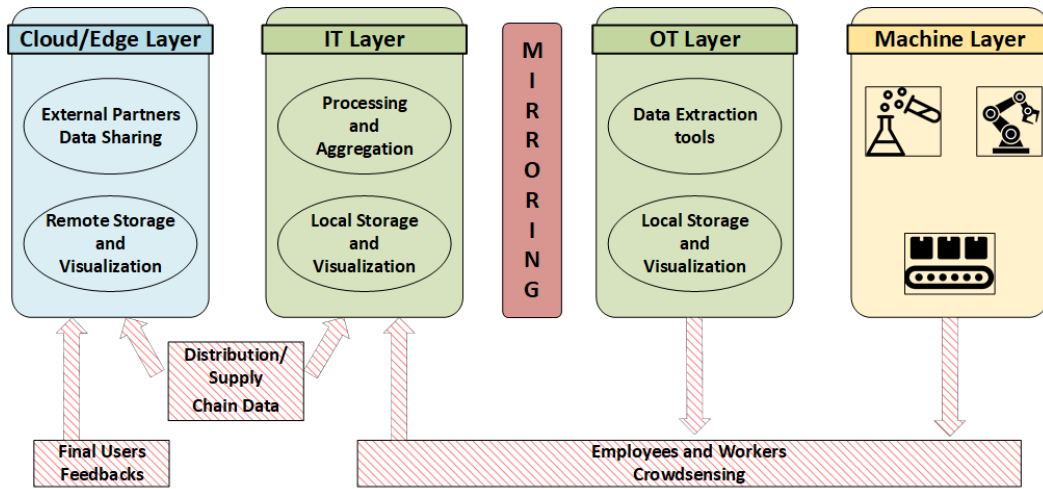 Cloud/Edge Layer
External Partners
Data Sharing
Remote Storage
and
Visualization
IT Layer
Processing
and
Aggregation
Local Storage
and
Visualization
M
I
R
R
O
R
I
N
G
OT Layer
Data Extraction
tools
Local Storage
and
Visualization
Machine Layer
Distribution/
Supply
Chain Data
Final Users
Feedbacks
Employees and Workers
Crowdsensing